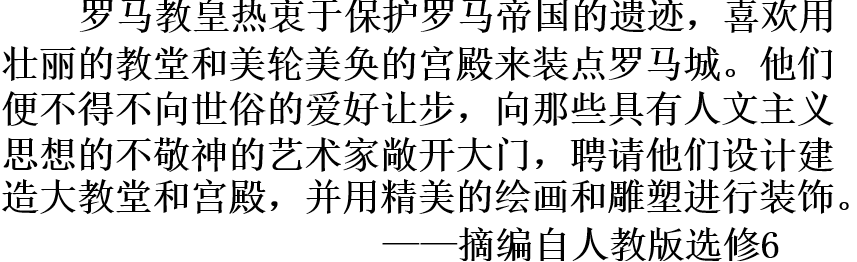 罗马教皇热衷于保护罗马帝国的遗迹，喜欢用
壮丽的教堂和美轮美奂的宫殿来装点罗马城。他们
便不得不向世俗的爱好让步，向那些具有人文主义
思想的不敬神的艺术家敞开大门，聘请他们设计建
造大教堂和宫殿，并用精美的绘画和雕塑进行装饰。
——摘编自人教版选修6